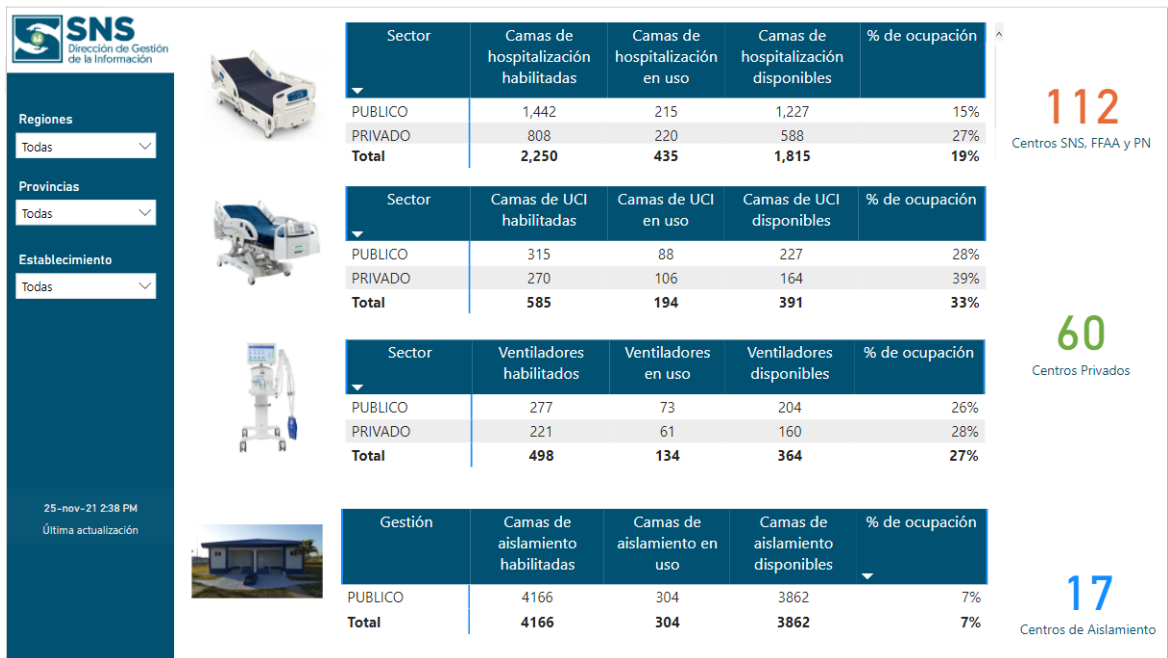 SNS
Dirección de Gestión
de la Información
Regiones
Todas
Provincias
Todas
Establecimiento
Todas
25-nov-21 2:38 PM
Última actualización
Sector Camas de hospitalización habilitadas Camas de hospitalización en uso Camas de hospitalización disponibles % de ocupación
PUBLICO 1,442 215 1,227 15%
PRIVADO 808 220 588 27%
Total 2,250 435 1,815 19%
Sector Camas de UCI habilitadas Camas de UCI en uso Camas de UCI disponibles % de ocupación
PUBLICO 315 88 227 28%
PRIVADO 270 106 164 39%
Total 585 194 391 33%
Sector Ventiladores habilitados Ventiladores en uso Ventiladores disponibles % de ocupación
PUBLICO 277 73 204 26%
PRIVADO 221 61 160 28%
Total 498 134 364 27%
Gestión Camas de aislamiento habilitadas Camas de aislamiento en uso Camas de aislamiento disponibles % de ocupación
PUBLICO 4166 304 3862 7%
Total 4166 304 3862 7%
112
Centros SNS, FFAA y PN
60
Centros Privados
17
Centros de Aislamiento